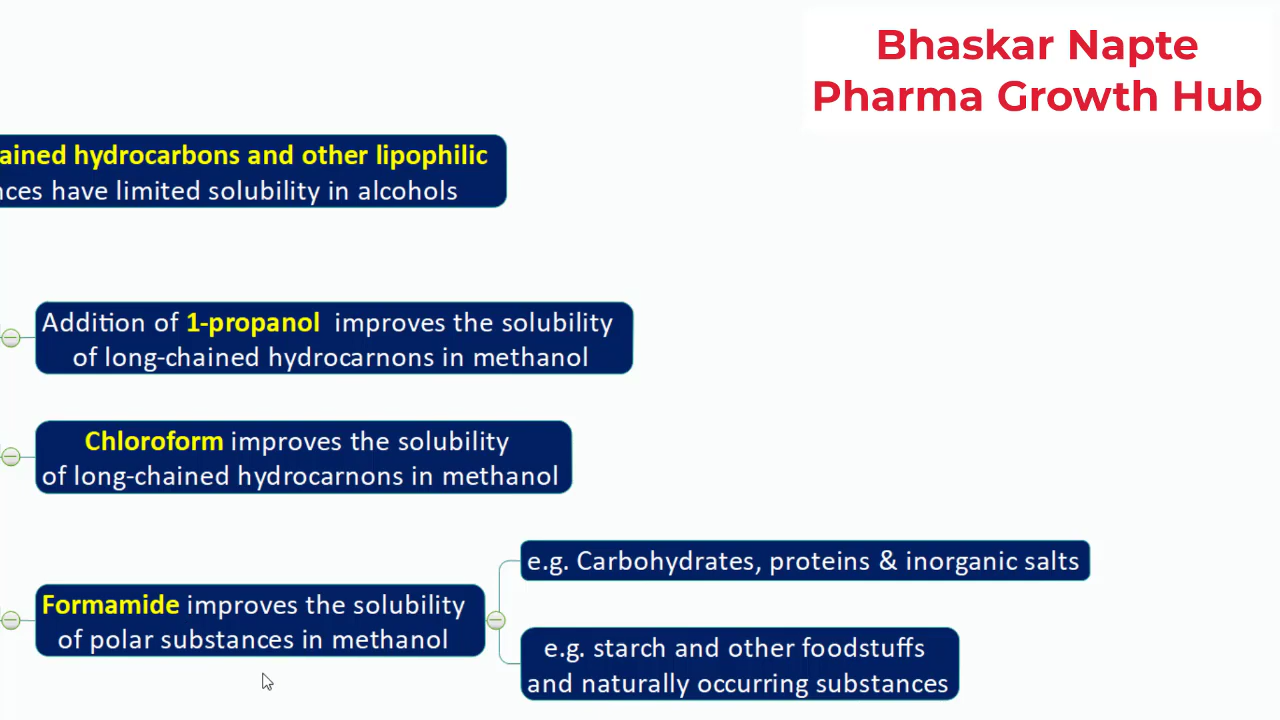 Bhaskar Napte
Pharma Growth Hub
hydrocarbons and other lipophilic
have limited solubility in alcohols
Addition of 1-propanol improves the solubility
of long-chained hydrocarnons in methanol
Chloroform improves the solubility
of long-chained hydrocarnons in methanol
Formamide improves the solubility
of polar substances in methanol
e.g. Carbohydrates, proteins & inorganic salts
e.g. starch and other foodstuffs
and naturally occurring substances